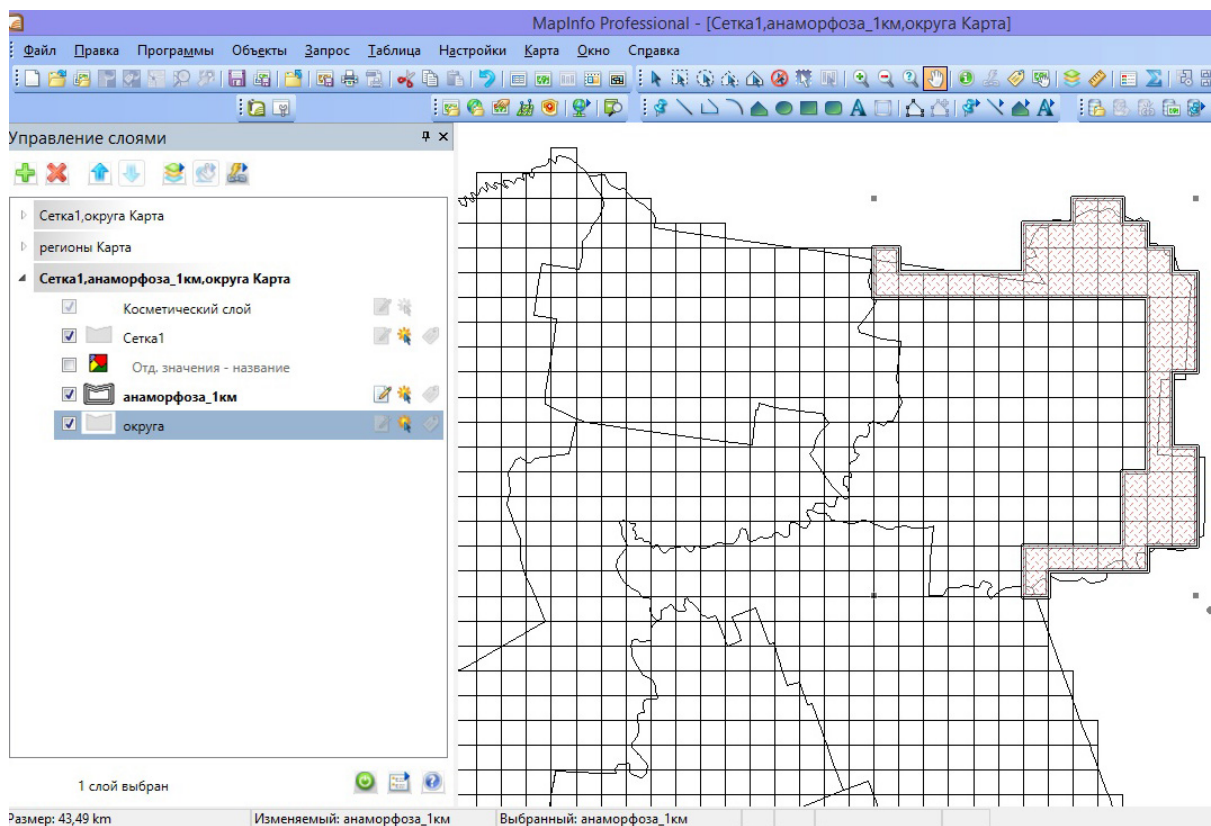 MapInfo Professional - [Сетка1,анаморфоза_1км,округа Карта]
Файл Правка Программы Объекты Запрос Таблица Настройки Карта Окно Справка
Управление слоями
Сетка1,округа Карта
регионы Карта
Сетка1,анаморфоза_1км,округа Карта
Косметический слой
Сетка1
Отд. значения - название
анаморфоза_1км
округа
1 слой выбран
Размер: 43,49 km Изменяемый: анаморфоза_1км Выбранный: анаморфоза_1км